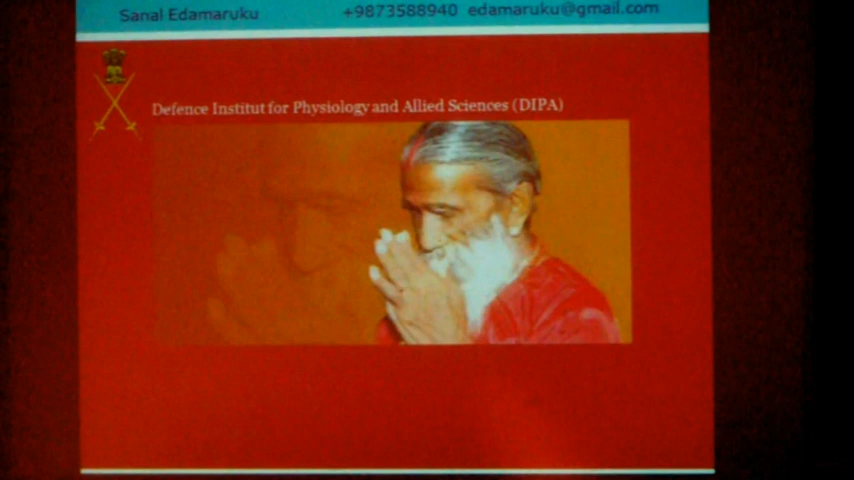 Sanal Edamaruku +9873588940 edamaruku@gmail.com
Defence Institut for Physiology and Allied Sciences (DIPA)